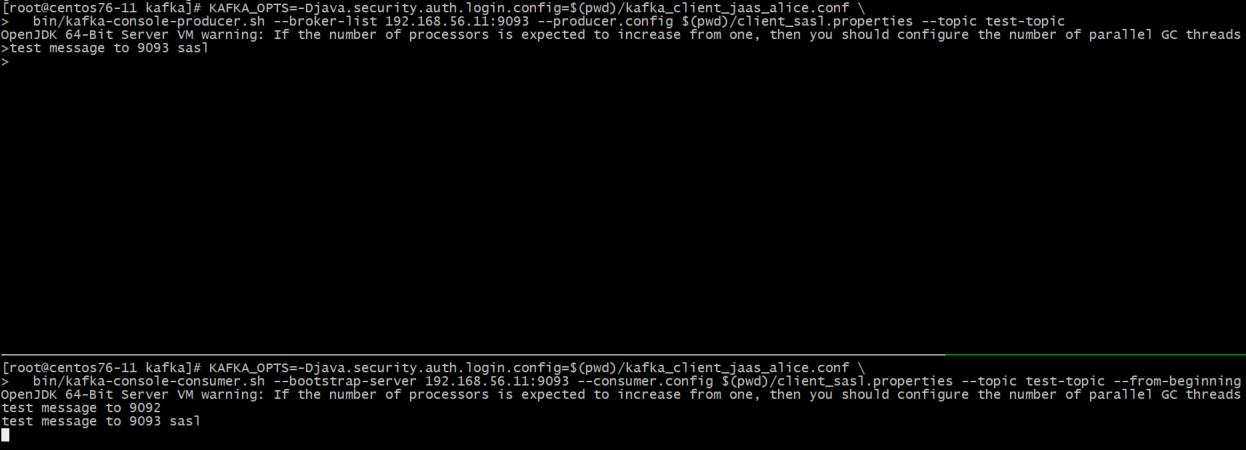 [root@centos76-11 kafka]# KAFKA_OPTS=-Djava.security.auth.login.config=$(pwd)/kafka_client_jaas_alice.conf \
>   bin/kafka-console-producer.sh --broker-list 192.168.56.11:9093 --producer.config $(pwd)/client_sasl.properties --topic test-topic
OpenJDK 64-Bit Server VM warning: If the number of processors is expected to increase from one, then you should configure the number of parallel GC threads
>test message to 9093 sasl
>
[root@centos76-11 kafka]# KAFKA_OPTS=-Djava.security.auth.login.config=$(pwd)/kafka_client_jaas_alice.conf \
>   bin/kafka-console-consumer.sh --bootstrap-server 192.168.56.11:9093 --consumer.config $(pwd)/client_sasl.properties --topic test-topic --from-beginning
OpenJDK 64-Bit Server VM warning: If the number of processors is expected to increase from one, then you should configure the number of parallel GC threads
test message to 9092
test message to 9093 sasl